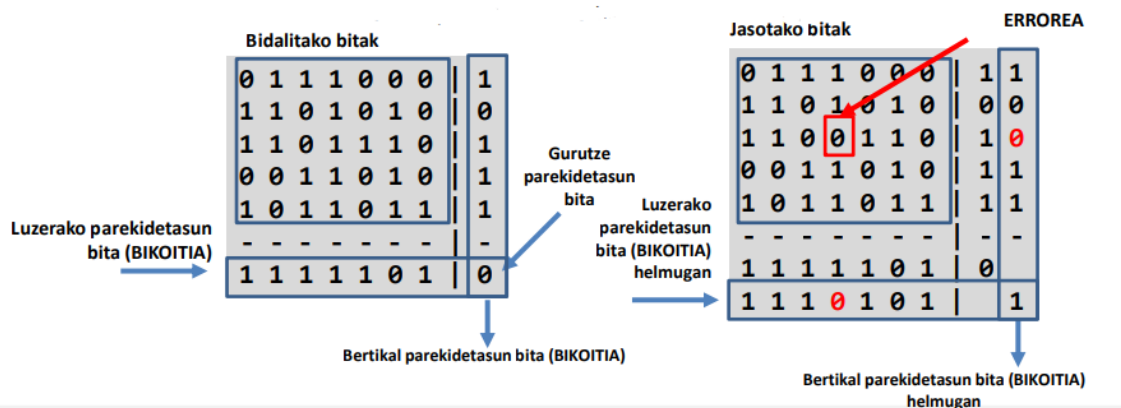 Bidalitako bitak
0 1 1 1 0 0 0 | 1
1 1 0 1 0 1 0 | 0
1 1 0 1 1 1 0 | 1
0 0 1 1 0 1 0 | 1
1 0 1 1 0 1 1 | 1
- - - - - - - | -
1 1 1 1 1 0 1 | 0
Luzerako parekidetasun
bita (BIKOITIA)
Gurutze
parekidetasun
bita
Bertikal parekidetasun bita (BIKOITIA)
Jasotako bitak
ERROREA
0 1 1 1 0 0 0 | 1 1
1 1 0 1 0 1 0 | 0 0
1 1 0 0 1 1 0 | 1 0
0 0 1 1 0 1 0 | 1 1
1 0 1 1 0 1 1 | 1 1
- - - - - - - | - -
1 1 1 1 1 0 1 | 0
1 1 1 0 1 0 1 | 1
Luzerako
parekidetasun
bita (BIKOITIA)
helmugan
Bertikal parekidetasun bita (BIKOITIA)
helmugan